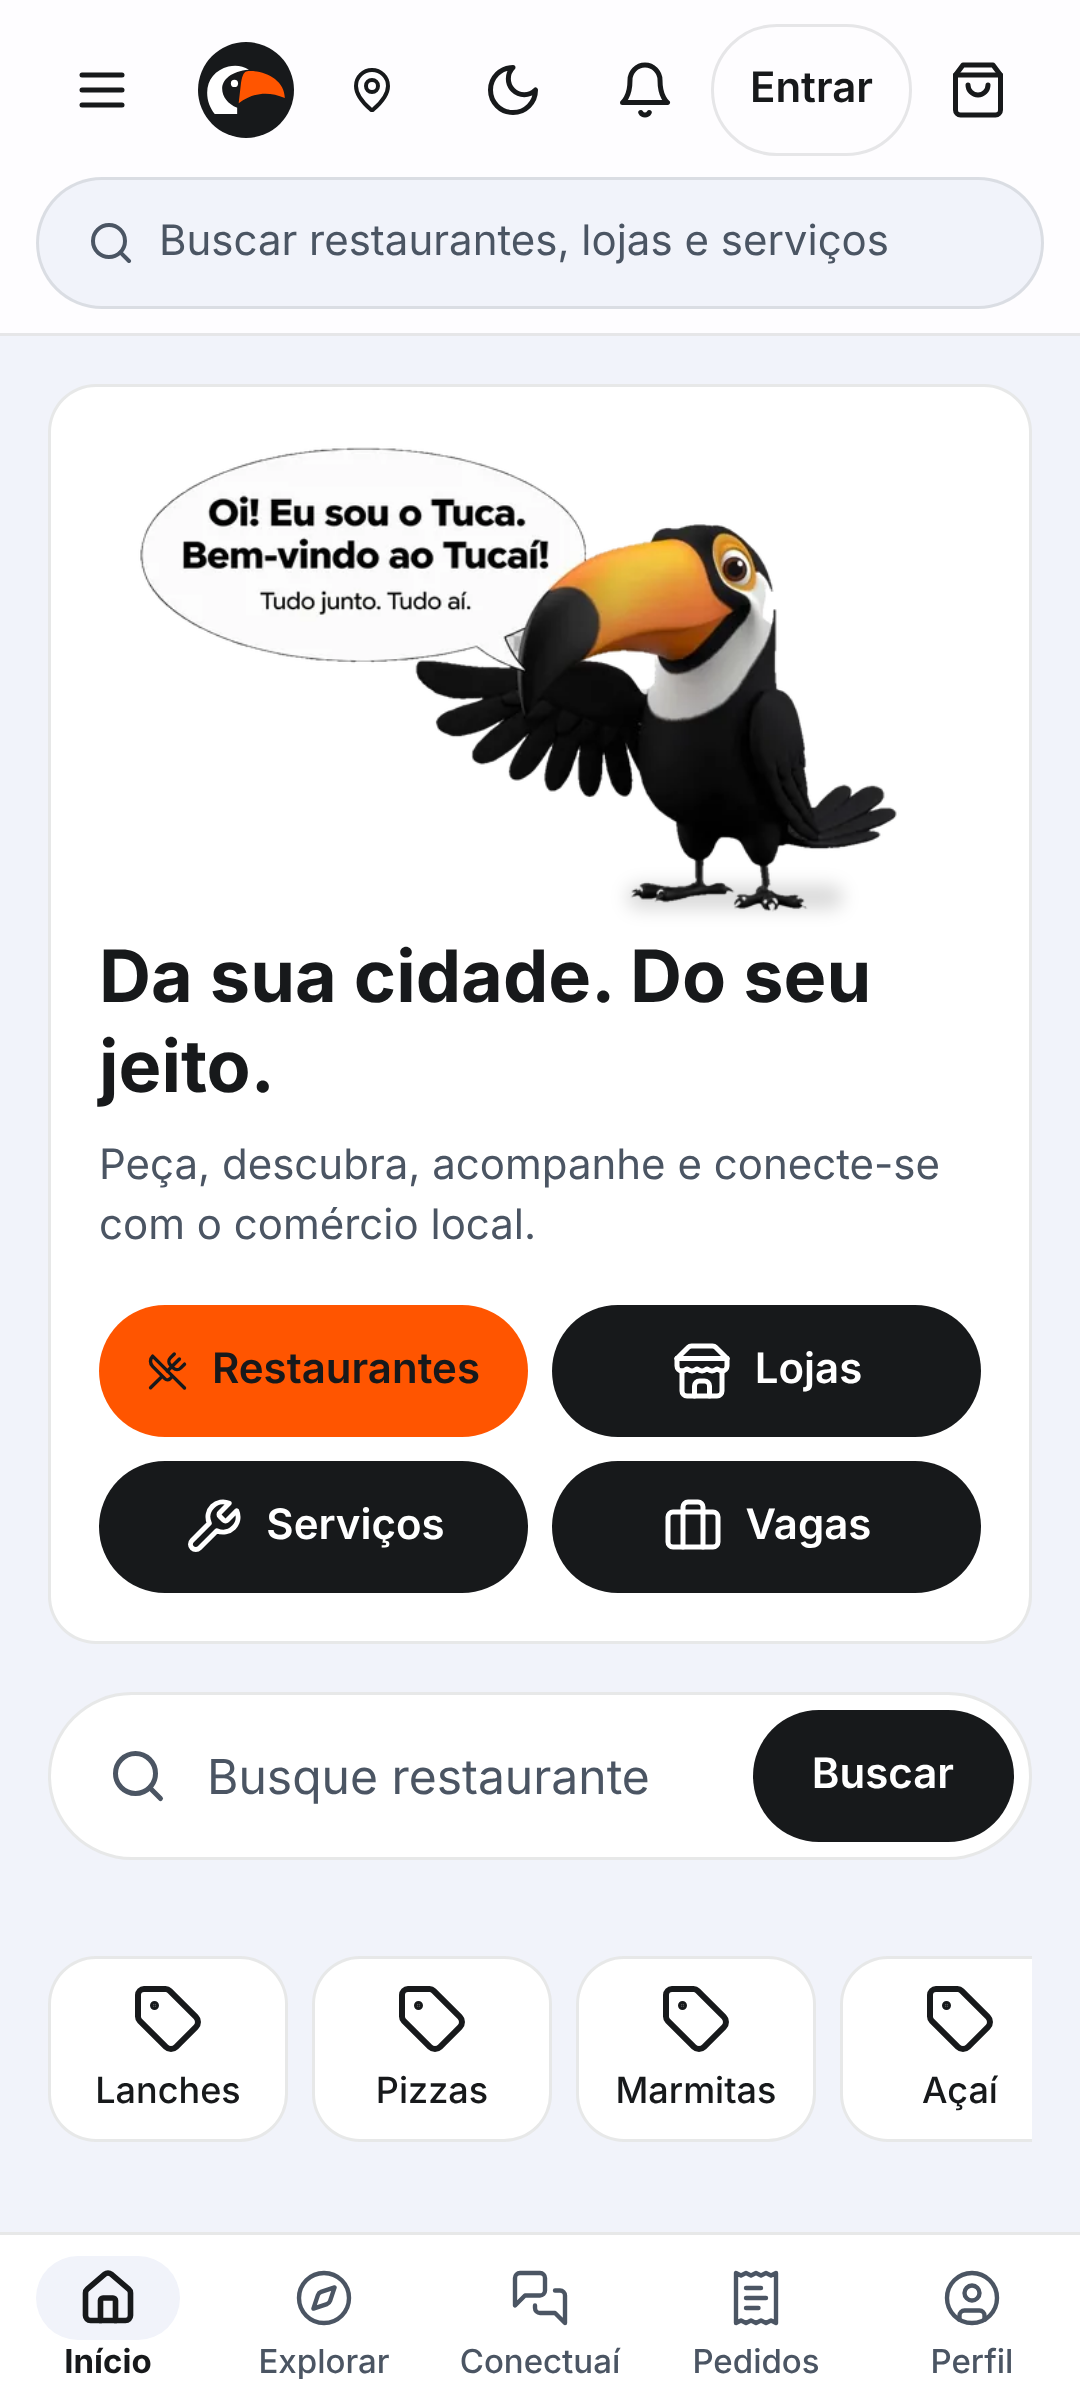 Entrar
Buscar restaurantes, lojas e serviços
Oi! Eu sou o Tuca.
Bem-vindo ao Tucaí!
Tudo junto. Tudo aí.
Da sua cidade. Do seu
jeito.
Peça, descubra, acompanhe e conecte-se
com o comércio local.
Restaurantes
Lojas
Serviços
Vagas
Busque restaurante
Buscar
Lanches
Pizzas
Marmitas
Açaí
Início
Explorar
Conectuaí
Pedidos
Perfil